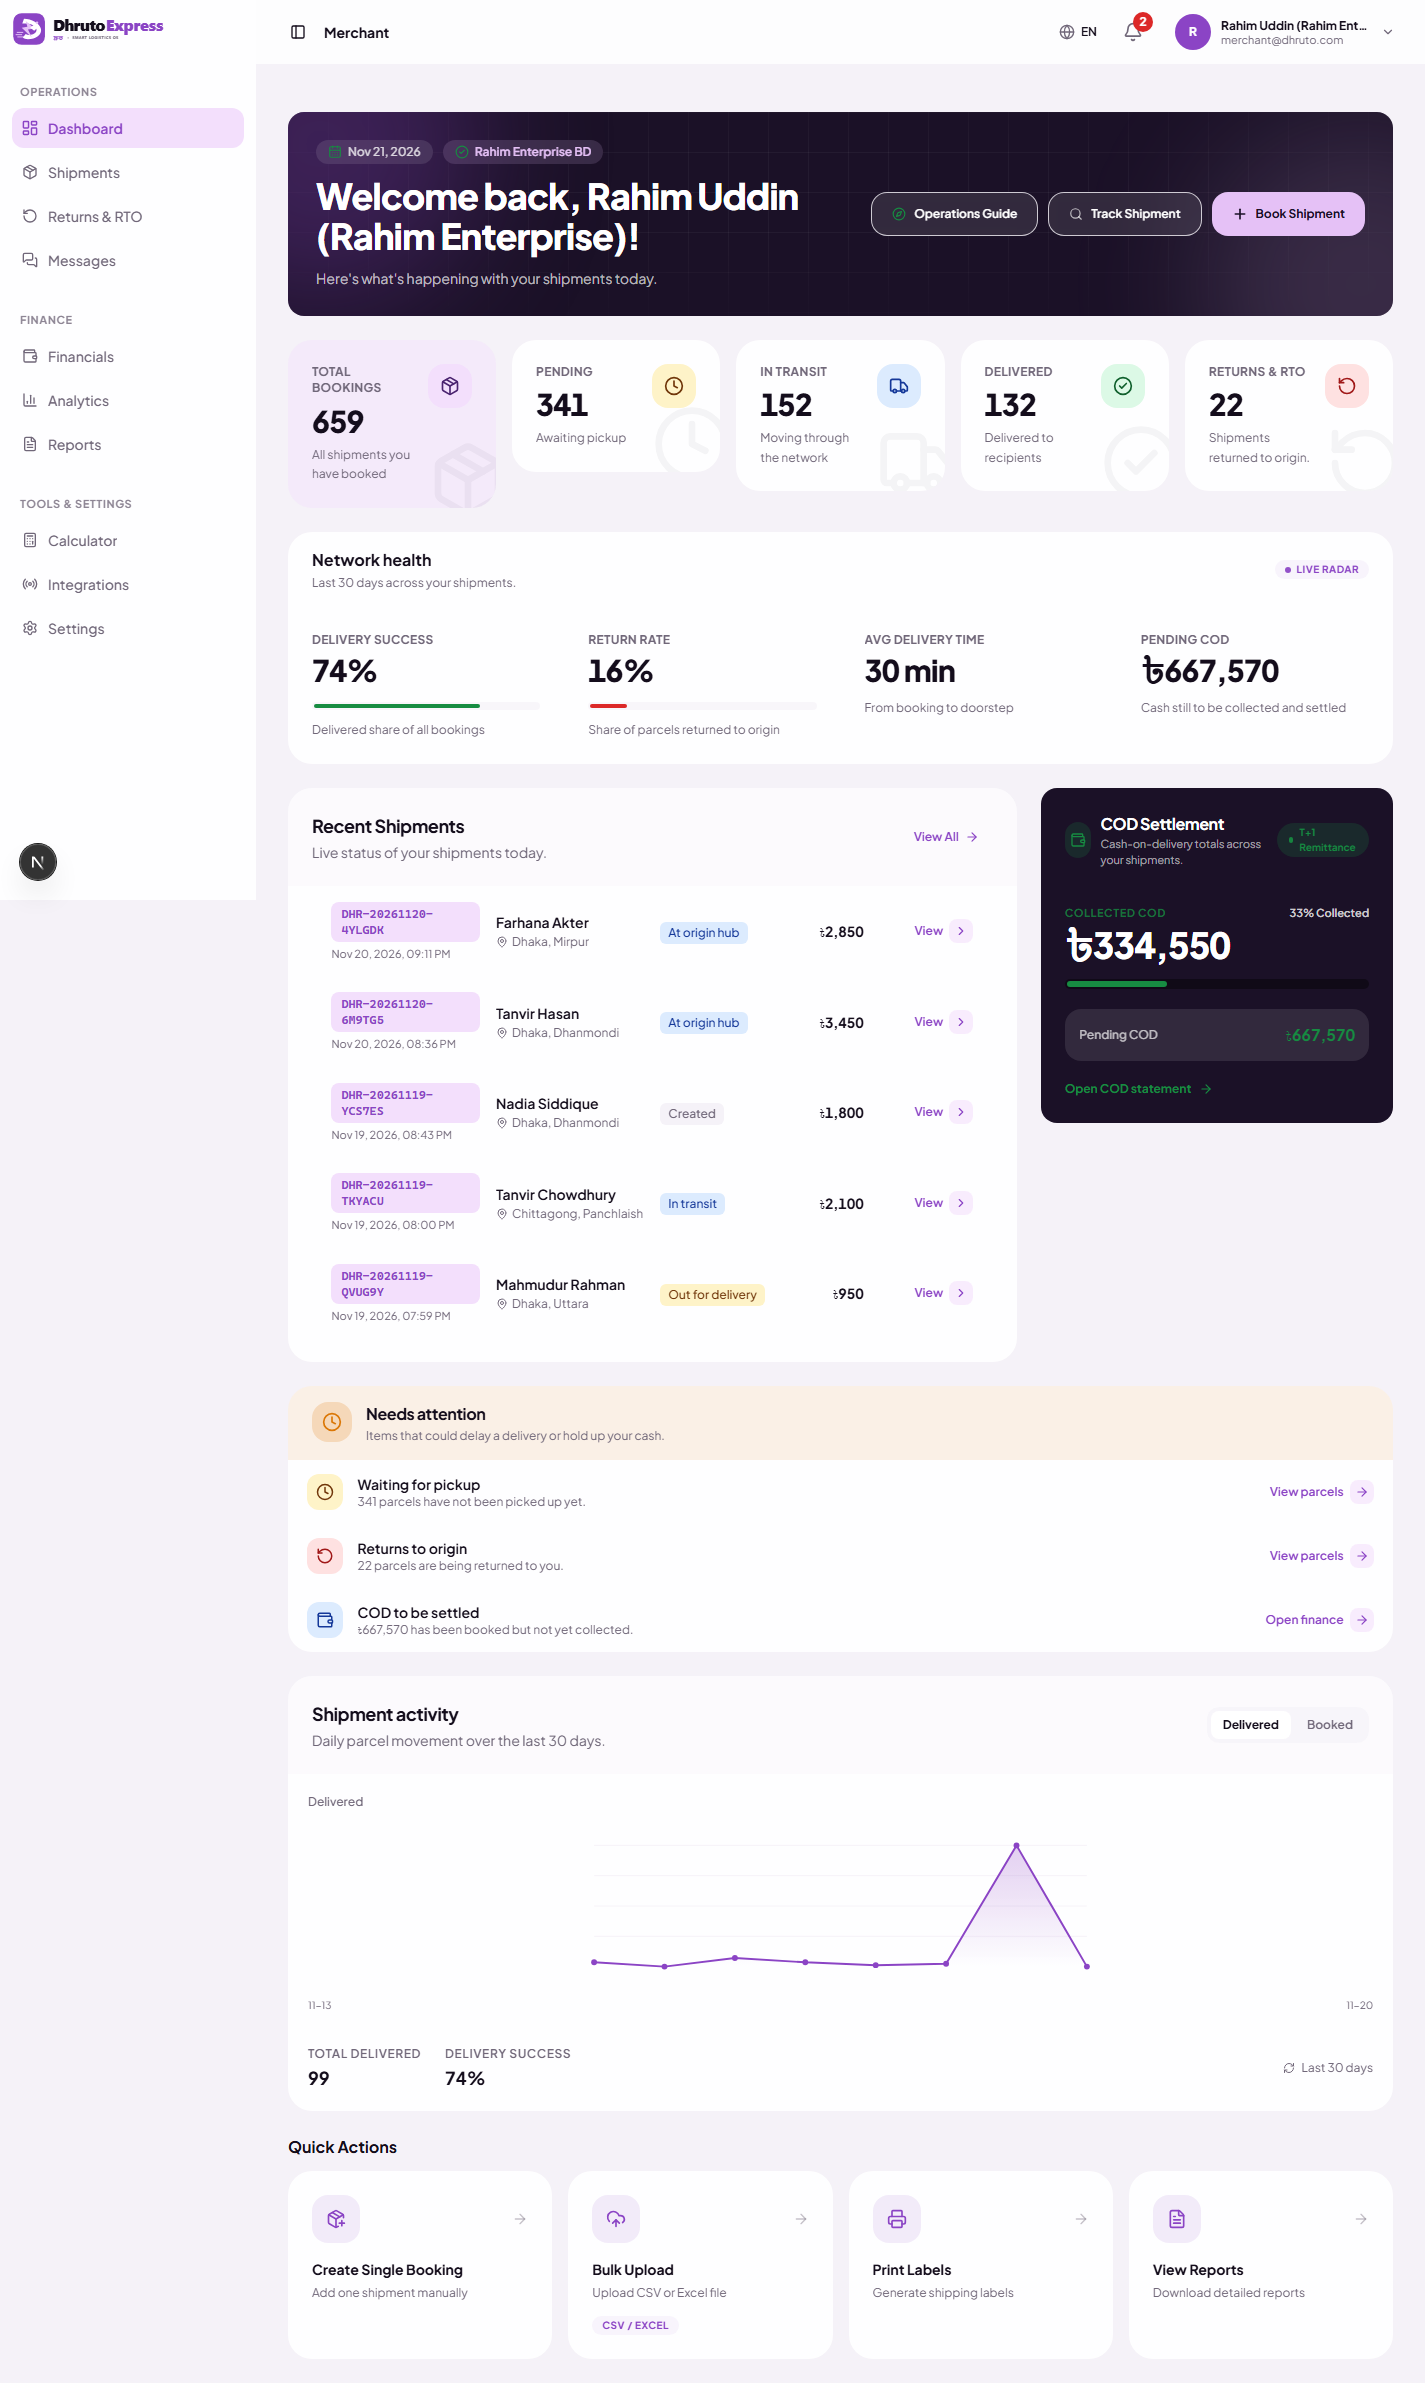 Dhruto Express
SMART LOGISTICS
Merchant
EN
2
R
Rahim Uddin (Rahim Ent...
merchant@dhruto.com
OPERATIONS
Dashboard
Shipments
Returns & RTO
Messages
FINANCE
Financials
Analytics
Reports
TOOLS & SETTINGS
Calculator
Integrations
Settings
N
Nov 21, 2026
Rahim Enterprise BD
Welcome back, Rahim Uddin
(Rahim Enterprise)!
Here's what's happening with your shipments today.
Operations Guide
Track Shipment
Book Shipment
TOTAL
BOOKINGS
659
All shipments you
have booked
PENDING
341
Awaiting pickup
IN TRANSIT
152
Moving through
the network
DELIVERED
132
Delivered to
recipients
RETURNS & RTO
22
Shipments
returned to origin.
Network health
Last 30 days across your shipments.
LIVE RADAR
DELIVERY SUCCESS
74%
Delivered share of all bookings
RETURN RATE
16%
Share of parcels returned to origin
AVG DELIVERY TIME
30 min
From booking to doorstep
PENDING COD
৳667,570
Cash still to be collected and settled
Recent Shipments
Live status of your shipments today.
View All
DHR-20261120-
4YLGDK
Nov 20, 2026, 09:11 PM
Farhana Akter
Dhaka, Mirpur
At origin hub
৳2,850
View
DHR-20261120-
6M9TG5
Nov 20, 2026, 08:36 PM
Tanvir Hasan
Dhaka, Dhanmondi
At origin hub
৳3,450
View
DHR-20261119-
YCS7ES
Nov 19, 2026, 08:43 PM
Nadia Siddique
Dhaka, Dhanmondi
Created
৳1,800
View
DHR-20261119-
TKYACU
Nov 19, 2026, 08:00 PM
Tanvir Chowdhury
Chittagong, Panchlaish
In transit
৳2,100
View
DHR-20261119-
QVUG9Y
Nov 19, 2026, 07:59 PM
Mahmudur Rahman
Dhaka, Uttara
Out for delivery
৳950
View
COD Settlement
Cash-on-delivery totals across
your shipments.
T+1
Remittance
COLLECTED COD
33% Collected
৳334,550
Pending COD
৳667,570
Open COD statement
Needs attention
Items that could delay a delivery or hold up your cash.
Waiting for pickup
341 parcels have not been picked up yet.
View parcels
Returns to origin
22 parcels are being returned to you.
View parcels
COD to be settled
৳667,570 has been booked but not yet collected.
Open finance
Shipment activity
Daily parcel movement over the last 30 days.
Delivered
Booked
Delivered
11-13
11-20
TOTAL DELIVERED
99
DELIVERY SUCCESS
74%
Last 30 days
Quick Actions
Create Single Booking
Add one shipment manually
Bulk Upload
Upload CSV or Excel file
CSV / EXCEL
Print Labels
Generate shipping labels
View Reports
Download detailed reports